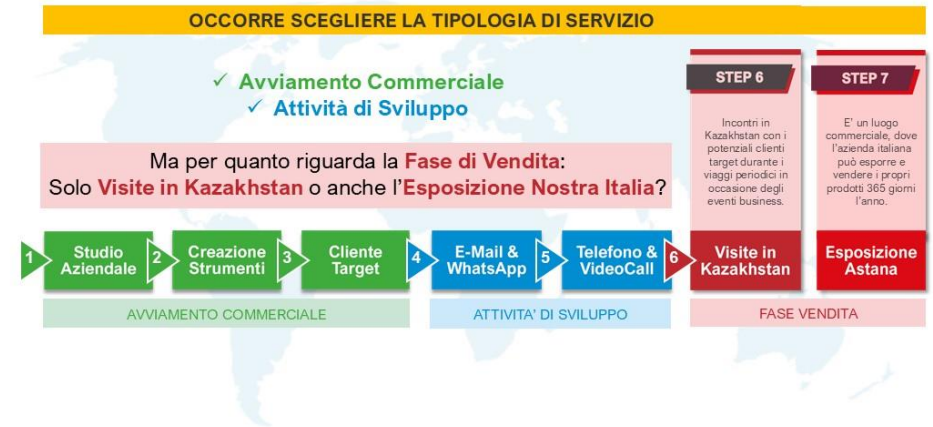 OCCORRE SCEGLIERE LA TIPOLOGIA DI SERVIZIO
✓ Avviamento Commerciale
✓ Attività di Sviluppo
Ma per quanto riguarda la Fase di Vendita:
Solo Visite in Kazakhstan o anche l'Esposizione Nostra Italia?
STEP 6
Incontri in
Kazakhstan con i
potenziali clienti
target durante i
viaggi periodici in
occasione degli
eventi business.
STEP 7
E' un luogo
commerciale, dove
l'azienda italiana
può esporre e
vendere i propri
prodotti 365 giorni
l'anno.
1
Studio
Aziendale
2
Creazione
Strumenti
3
Cliente
Target
4
E-Mail &
WhatsApp
5
Telefono &
VideoCall
6
Visite in
Kazakhstan
Esposizione
Astana
AVVIAMENTO COMMERCIALE
ATTIVITA' DI SVILUPPO
FASE VENDITA